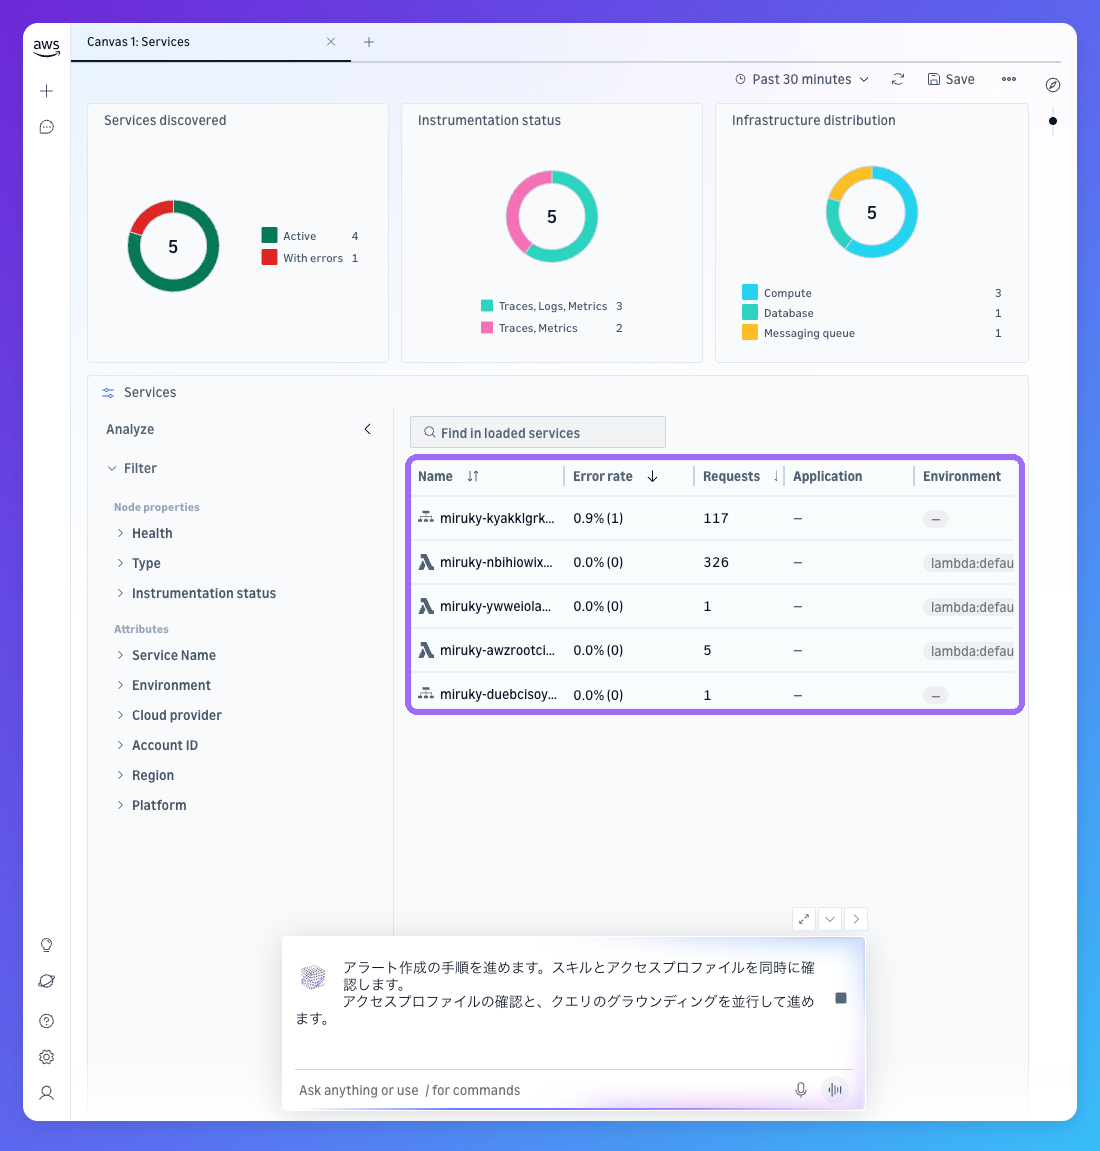 aws
Canvas 1: Services
Past 30 minutes
Save
Services discovered
5
Active 4
With errors 1
Instrumentation status
5
Traces, Logs, Metrics 3
Traces, Metrics 2
Infrastructure distribution
5
Compute 3
Database 1
Messaging queue 1
Services
Analyze
Filter
Node properties
Health
Type
Instrumentation status
Attributes
Service Name
Environment
Cloud provider
Account ID
Region
Platform
Find in loaded services
Name Error rate Requests Application Environment
miruky-kyakklgrk... 0.9% (1) 117 – –
miruky-nbihiowix... 0.0% (0) 326 – lambda:defau
miruky-ywweiola... 0.0% (0) 1 – lambda:defau
miruky-awzrootci... 0.0% (0) 5 – lambda:defau
miruky-duebcisoy... 0.0% (0) 1 – –
アラート作成の手順を進めます。スキルとアクセスプロファイルを同時に確
認します。
アクセスプロファイルの確認と、クエリのグラウンディングを並行して進め
ます。
Ask anything or use / for commands